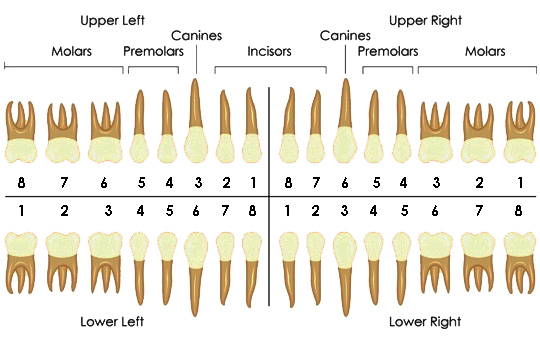 Upper Left Upper Right
Canines Canines
Molars Premolars Incisors Premolars Molars
8 7 6 5 4 3 2 1 8 7 6 5 4 3 2 1
1 2 3 4 5 6 7 8 1 2 3 4 5 6 7 8
Lower Left Lower Right